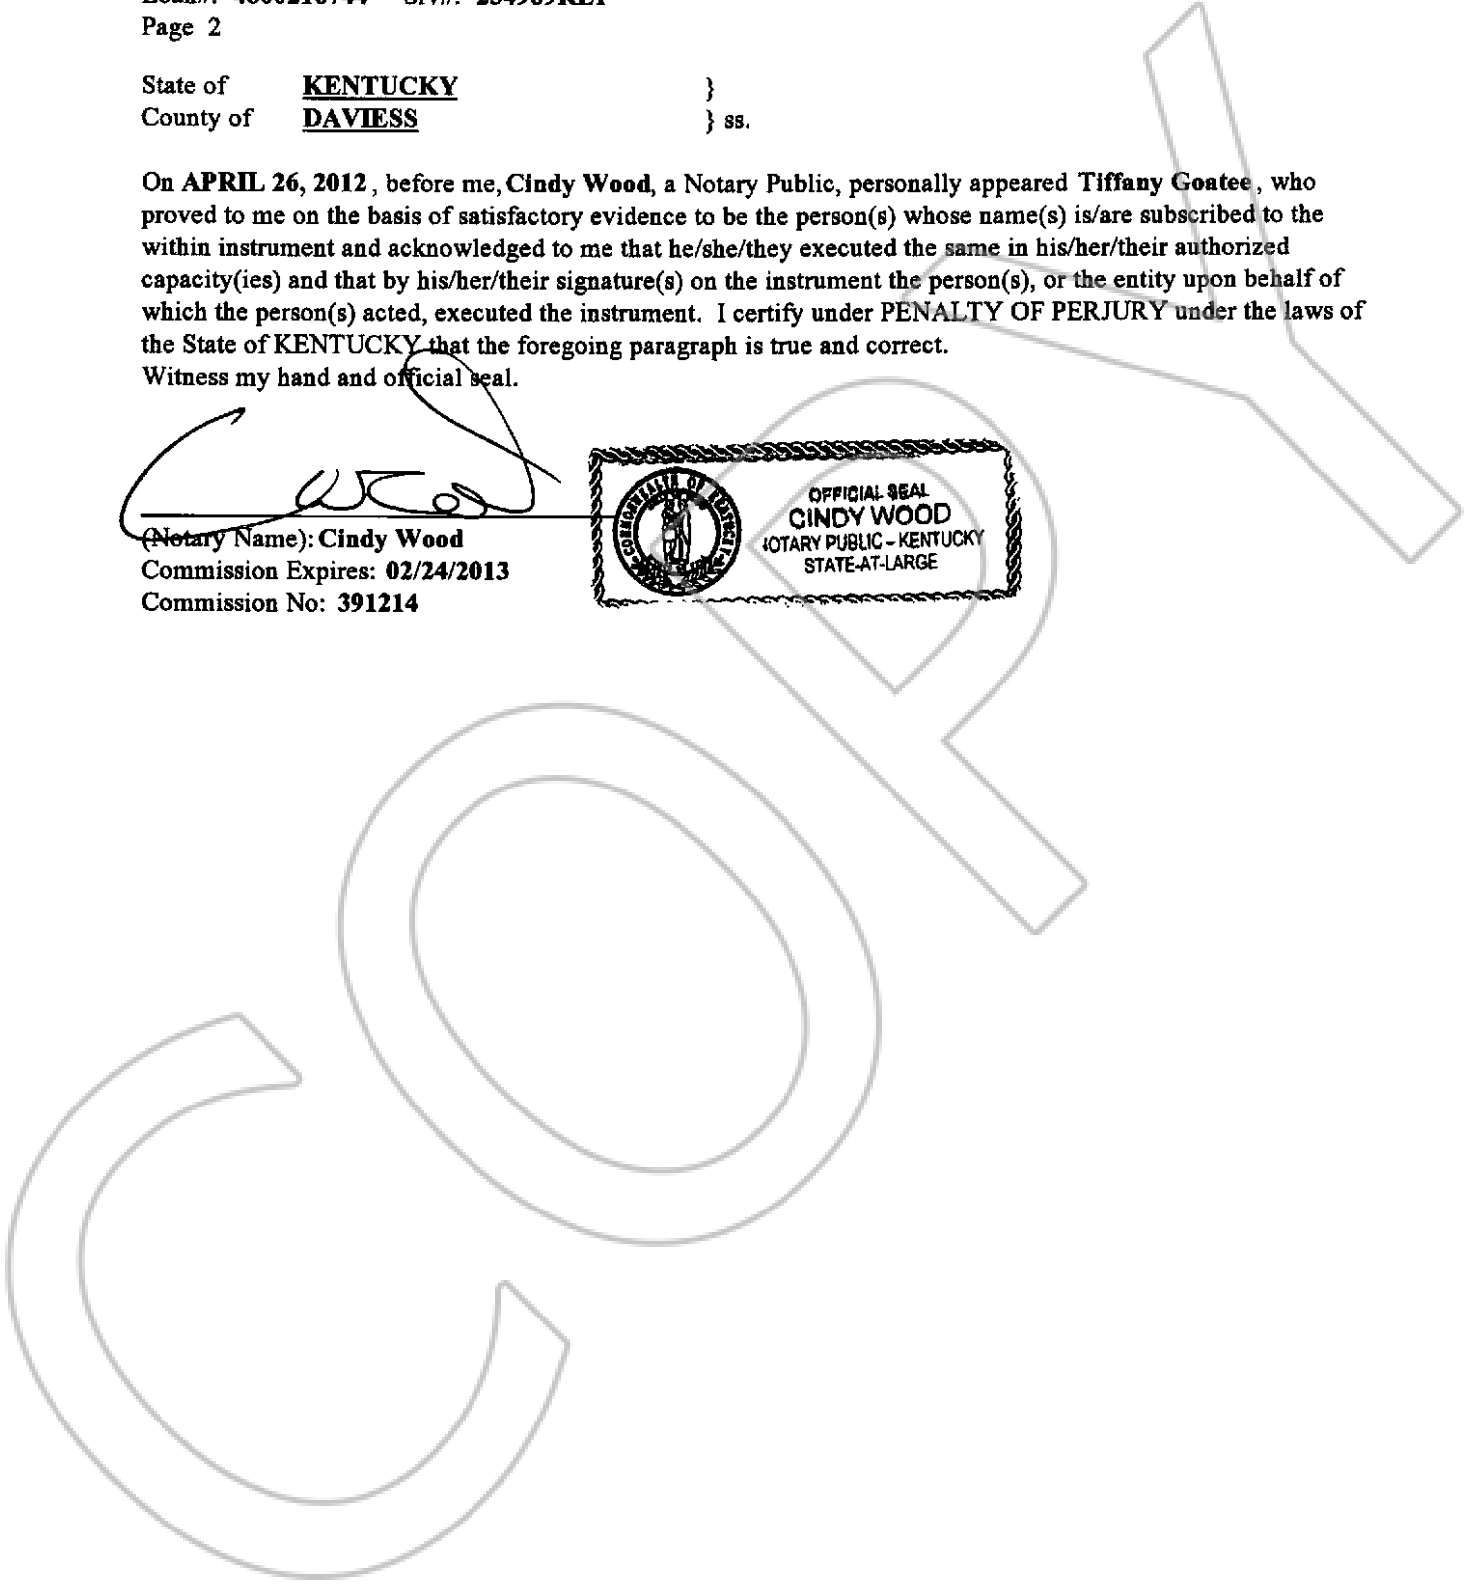 Page 2
State of KENTUCKY }
County of DAVIESS } ss.
On APRIL 26, 2012 , before me, Cindy Wood, a Notary Public, personally appeared Tiffany Goatee , who
proved to me on the basis of satisfactory evidence to be the person(s) whose name(s) is/are subscribed to the
within instrument and acknowledged to me that he/she/they executed the same in his/her/their authorized
capacity(ies) and that by his/her/their signature(s) on the instrument the person(s), or the entity upon behalf of
which the person(s) acted, executed the instrument. I certify under PENALTY OF PERJURY under the laws of
the State of KENTUCKY that the foregoing paragraph is true and correct.
Witness my hand and official seal.
(Notary Name): Cindy Wood
Commission Expires: 02/24/2013
Commission No: 391214
COMMONWEALTH OF KENTUCKY
OFFICIAL SEAL
CINDY WOOD
NOTARY PUBLIC - KENTUCKY
STATE-AT-LARGE
COPY